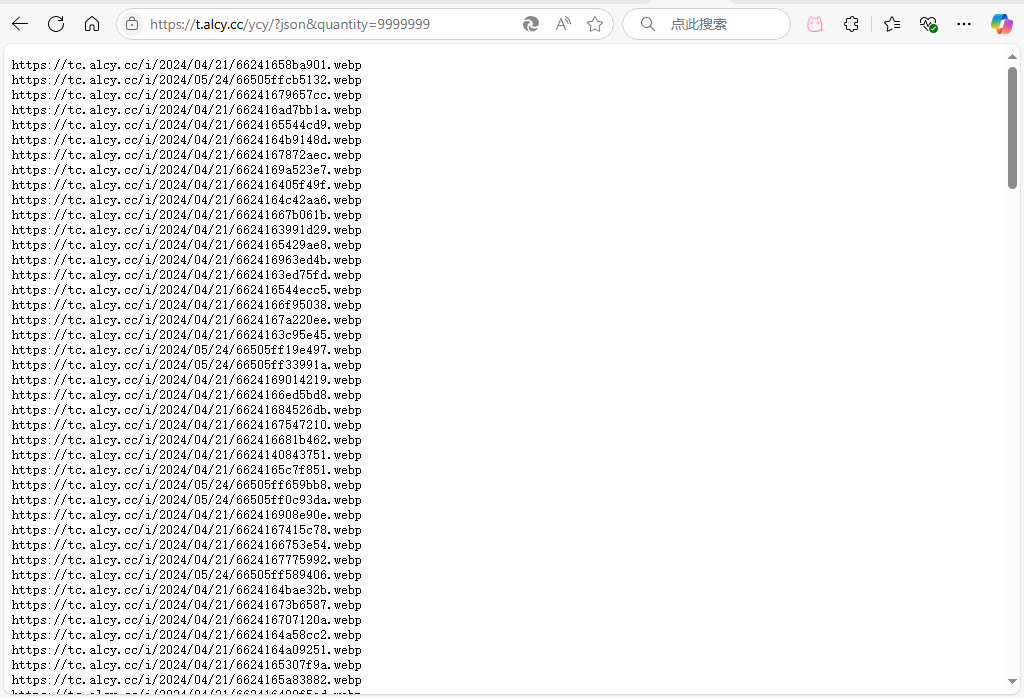 https://t.alcy.cc/ycy/?json&quantity=9999999
点此搜索
https://tc.alcy.cc/i/2024/04/21/66241658ba901.webp
https://tc.alcy.cc/i/2024/05/24/66505ffcb5132.webp
https://tc.alcy.cc/i/2024/04/21/66241679657cc.webp
https://tc.alcy.cc/i/2024/04/21/662416ad7bb1a.webp
https://tc.alcy.cc/i/2024/04/21/6624165544cd9.webp
https://tc.alcy.cc/i/2024/04/21/6624164b9148d.webp
https://tc.alcy.cc/i/2024/04/21/6624167872aec.webp
https://tc.alcy.cc/i/2024/04/21/6624169a523e7.webp
https://tc.alcy.cc/i/2024/04/21/662416405f49f.webp
https://tc.alcy.cc/i/2024/04/21/6624164c42aa6.webp
https://tc.alcy.cc/i/2024/04/21/66241667b061b.webp
https://tc.alcy.cc/i/2024/04/21/6624163991d29.webp
https://tc.alcy.cc/i/2024/04/21/6624165429ae8.webp
https://tc.alcy.cc/i/2024/04/21/662416963ed4b.webp
https://tc.alcy.cc/i/2024/04/21/6624163ed75fd.webp
https://tc.alcy.cc/i/2024/04/21/662416544ecc5.webp
https://tc.alcy.cc/i/2024/04/21/6624166f95038.webp
https://tc.alcy.cc/i/2024/04/21/6624167a220ee.webp
https://tc.alcy.cc/i/2024/04/21/6624163c95e45.webp
https://tc.alcy.cc/i/2024/05/24/66505ff19e497.webp
https://tc.alcy.cc/i/2024/05/24/66505ff33991a.webp
https://tc.alcy.cc/i/2024/04/21/6624169014219.webp
https://tc.alcy.cc/i/2024/04/21/6624166ed5bd8.webp
https://tc.alcy.cc/i/2024/04/21/66241684526db.webp
https://tc.alcy.cc/i/2024/04/21/6624167547210.webp
https://tc.alcy.cc/i/2024/04/21/662416681b462.webp
https://tc.alcy.cc/i/2024/04/21/6624140843751.webp
https://tc.alcy.cc/i/2024/04/21/6624165c7f851.webp
https://tc.alcy.cc/i/2024/05/24/66505ff659bb8.webp
https://tc.alcy.cc/i/2024/05/24/66505ff0c93da.webp
https://tc.alcy.cc/i/2024/04/21/662416908e90e.webp
https://tc.alcy.cc/i/2024/04/21/6624167415c78.webp
https://tc.alcy.cc/i/2024/04/21/6624166753e54.webp
https://tc.alcy.cc/i/2024/04/21/6624167775992.webp
https://tc.alcy.cc/i/2024/05/24/66505ff589406.webp
https://tc.alcy.cc/i/2024/04/21/6624164bae32b.webp
https://tc.alcy.cc/i/2024/04/21/66241673b6587.webp
https://tc.alcy.cc/i/2024/04/21/662416707120a.webp
https://tc.alcy.cc/i/2024/04/21/6624164a58cc2.webp
https://tc.alcy.cc/i/2024/04/21/6624164a09251.webp
https://tc.alcy.cc/i/2024/04/21/662416530​7f9a.webp
https://tc.alcy.cc/i/2024/04/21/6624165a83882.webp